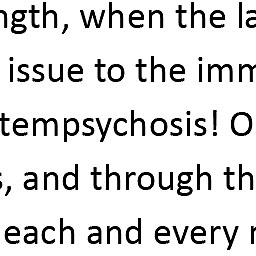 ngth, when the la
issue to the imm
tempsychosis! O
s, and through th
each and every r